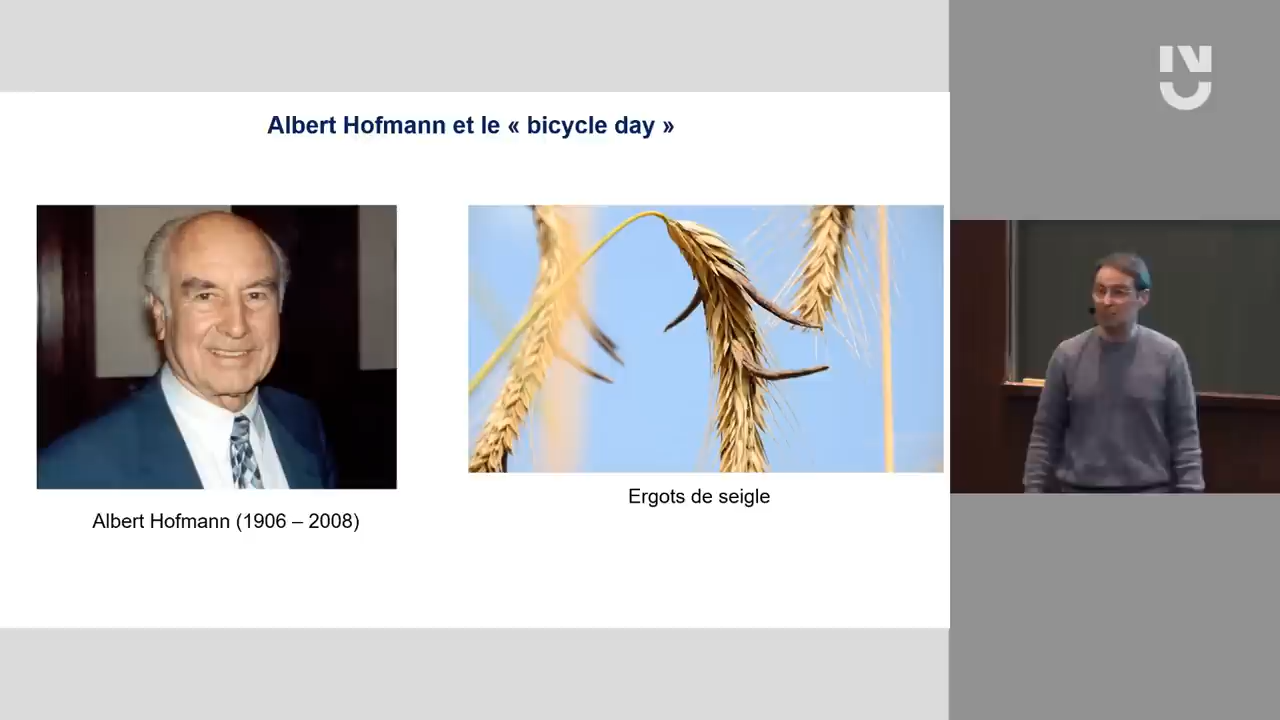 Albert Hofmann et le « bicycle day »
Albert Hofmann (1906 – 2008)
Ergots de seigle